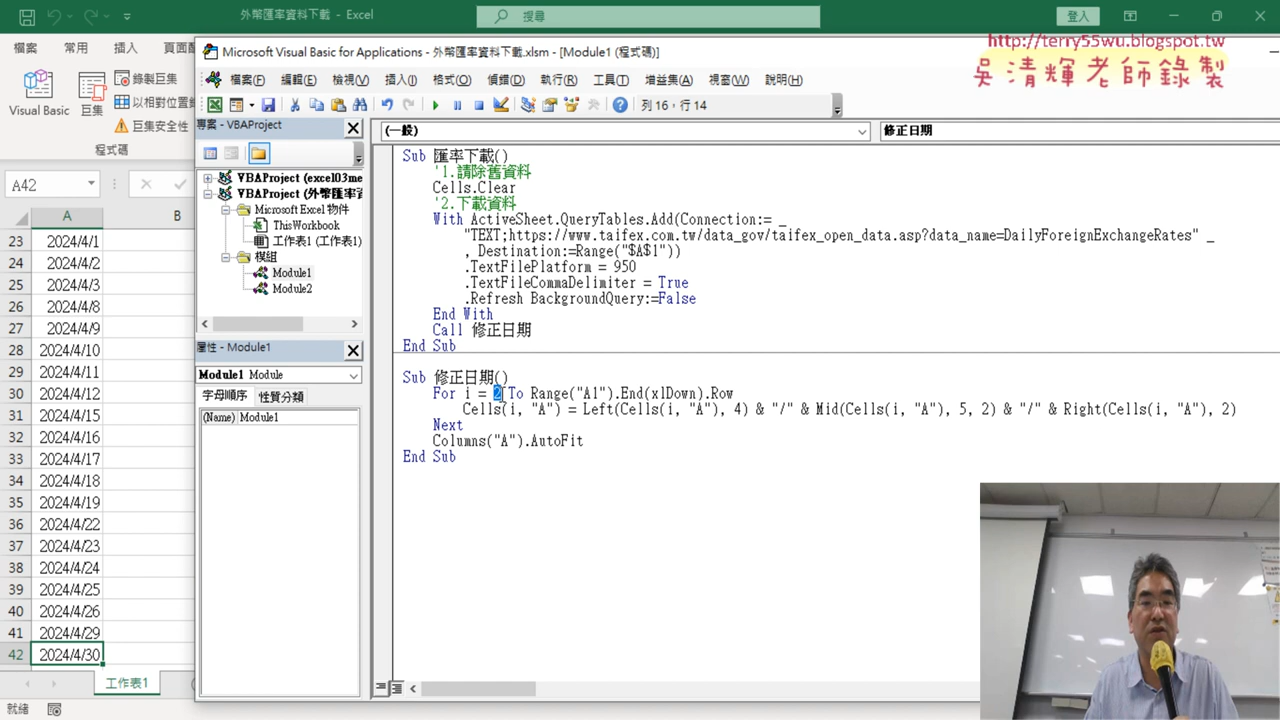 外幣匯率資料下載 - Excel
搜尋
登入
http://terry55wu.blogspot.tw
吳清輝老師錄製
檔案 常用 插入 頁面配
Visual Basic
巨集
錄製巨集
以相對位置錄
巨集安全性
程式碼
A42
A B
23 2024/4/1
24 2024/4/2
25 2024/4/3
26 2024/4/8
27 2024/4/9
28 2024/4/10
29 2024/4/11
30 2024/4/12
31 2024/4/15
32 2024/4/16
33 2024/4/17
34 2024/4/18
35 2024/4/19
36 2024/4/22
37 2024/4/23
38 2024/4/24
39 2024/4/25
40 2024/4/26
41 2024/4/29
42 2024/4/30
工作表1
就緒
Microsoft Visual Basic for Applications - 外幣匯率資料下載.xlsm - [Module1 (程式碼)]
檔案(F) 編輯(E) 檢視(V) 插入(I) 格式(O) 偵錯(D) 執行(R) 工具(T) 增益集(A) 視窗(W) 說明(H)
列 16，行 14
專案 - VBAProject
VBAProject (excel03me
VBAProject (外幣匯率資
Microsoft Excel 物件
ThisWorkbook
工作表1 (工作表1)
模組
Module1
Module2
屬性 - Module1
Module1 Module
字母順序 性質分類
(Name) Module1
(一般) 修正日期
Sub 匯率下載()
'1.請除舊資料
Cells.Clear
'2.下載資料
With ActiveSheet.QueryTables.Add(Connection:= _
"TEXT;https://www.taifex.com.tw/data_gov/taifex_open_data.asp?data_name=DailyForeignExchangeRates" _
, Destination:=Range("$A$1"))
.TextFilePlatform = 950
.TextFileCommaDelimiter = True
.Refresh BackgroundQuery:=False
End With
Call 修正日期
End Sub
Sub 修正日期()
For i = 2 To Range("A1").End(xlDown).Row
Cells(i, "A") = Left(Cells(i, "A"), 4) & "/" & Mid(Cells(i, "A"), 5, 2) & "/" & Right(Cells(i, "A"), 2)
Next
Columns("A").AutoFit
End Sub